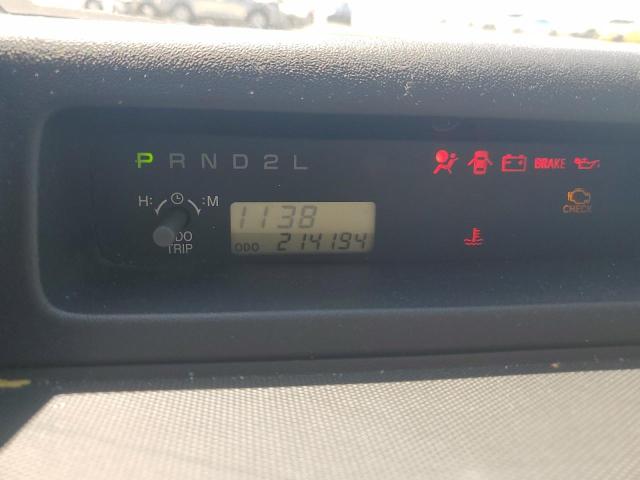 P R N D 2 L
BRAKE
H: :M
1138
CHECK
ODO
TRIP
ODO 214194